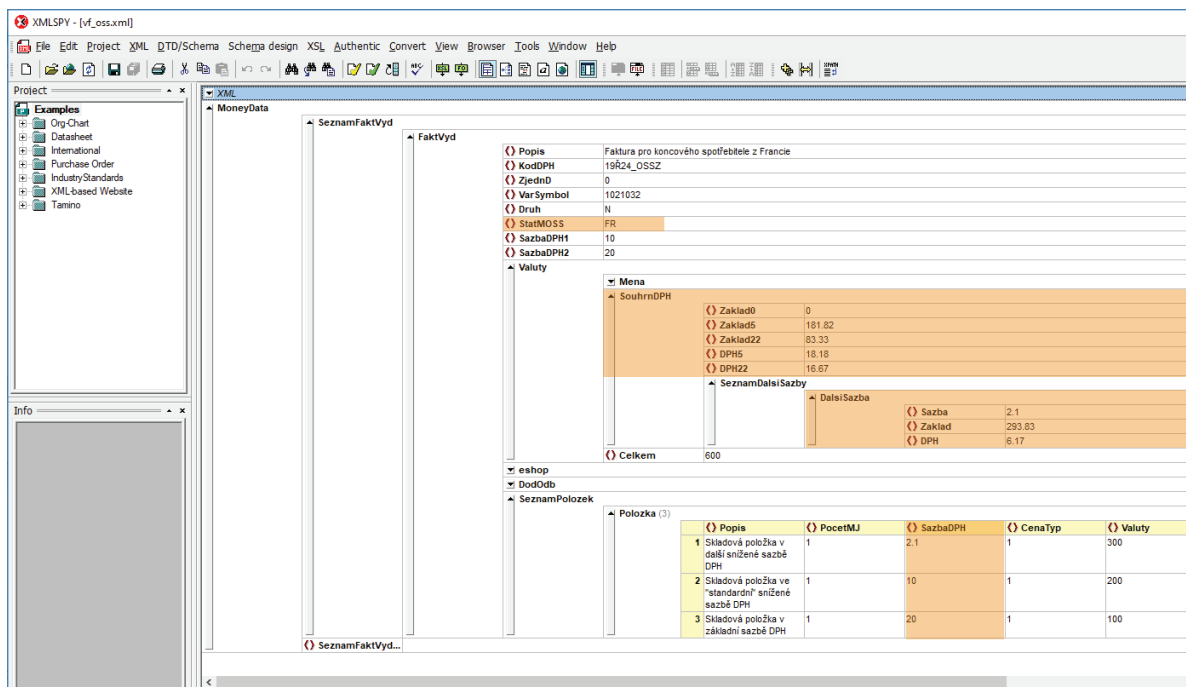 XMLSPY - [vf_oss.xml]
File Edit Project XML DTD/Schema Schema design XSL Authentic Convert View Browser Tools Window Help
Project
Examples
Org-Chart
Datasheet
International
Purchase Order
IndustryStandards
XML-based Website
Tamino
Info
XML
MoneyData
SeznamFaktVyd
FaktVyd
Popis Faktura pro koncového spotřebitele z Francie
KodDPH 19Ř24_OSSZ
ZjednD 0
VarSymbol 1021032
Druh N
StatMOSS FR
SazbaDPH1 10
SazbaDPH2 20
Valuty
Mena
SouhrnDPH
Zaklad0 0
Zaklad5 181.82
Zaklad22 83.33
DPH5 18.18
DPH22 16.67
SeznamDalsiSazby
DalsiSazba
Sazba 2.1
Zaklad 293.83
DPH 6.17
Celkem 600
eshop
DodOdb
SeznamPolozek
Polozka (3)
Popis PocetMJ SazbaDPH CenaTyp Valuty
1 Skladová položka v 1 2.1 1 300
další snížené sazbě
DPH
2 Skladová položka ve 1 10 1 200
"standardní" snížené
sazbě DPH
3 Skladová položka v 1 20 1 100
základní sazbě DPH
SeznamFaktVyd...